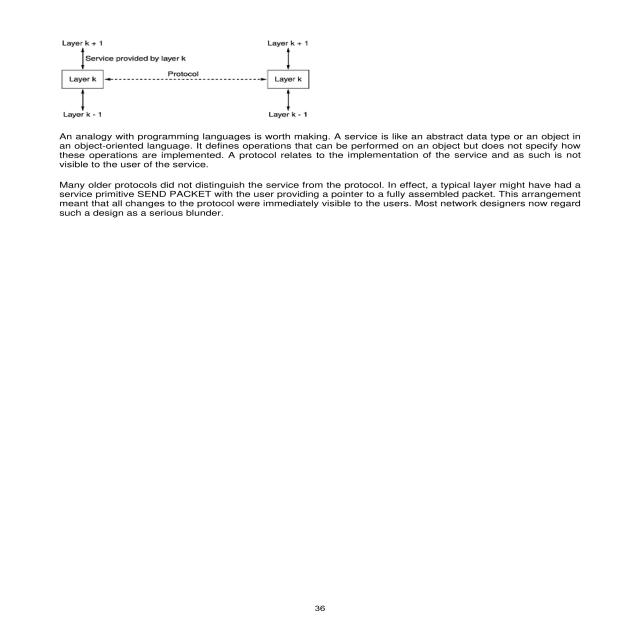 Layer k + 1 Layer k + 1
Service provided by layer k
Protocol
Layer k Layer k
Layer k - 1 Layer k - 1
An analogy with programming languages is worth making. A service is like an abstract data type or an object in
an object-oriented language. It defines operations that can be performed on an object but does not specify how
these operations are implemented. A protocol relates to the implementation of the service and as such is not
visible to the user of the service.
Many older protocols did not distinguish the service from the protocol. In effect, a typical layer might have had a
service primitive SEND PACKET with the user providing a pointer to a fully assembled packet. This arrangement
meant that all changes to the protocol were immediately visible to the users. Most network designers now regard
such a design as a serious blunder.
36